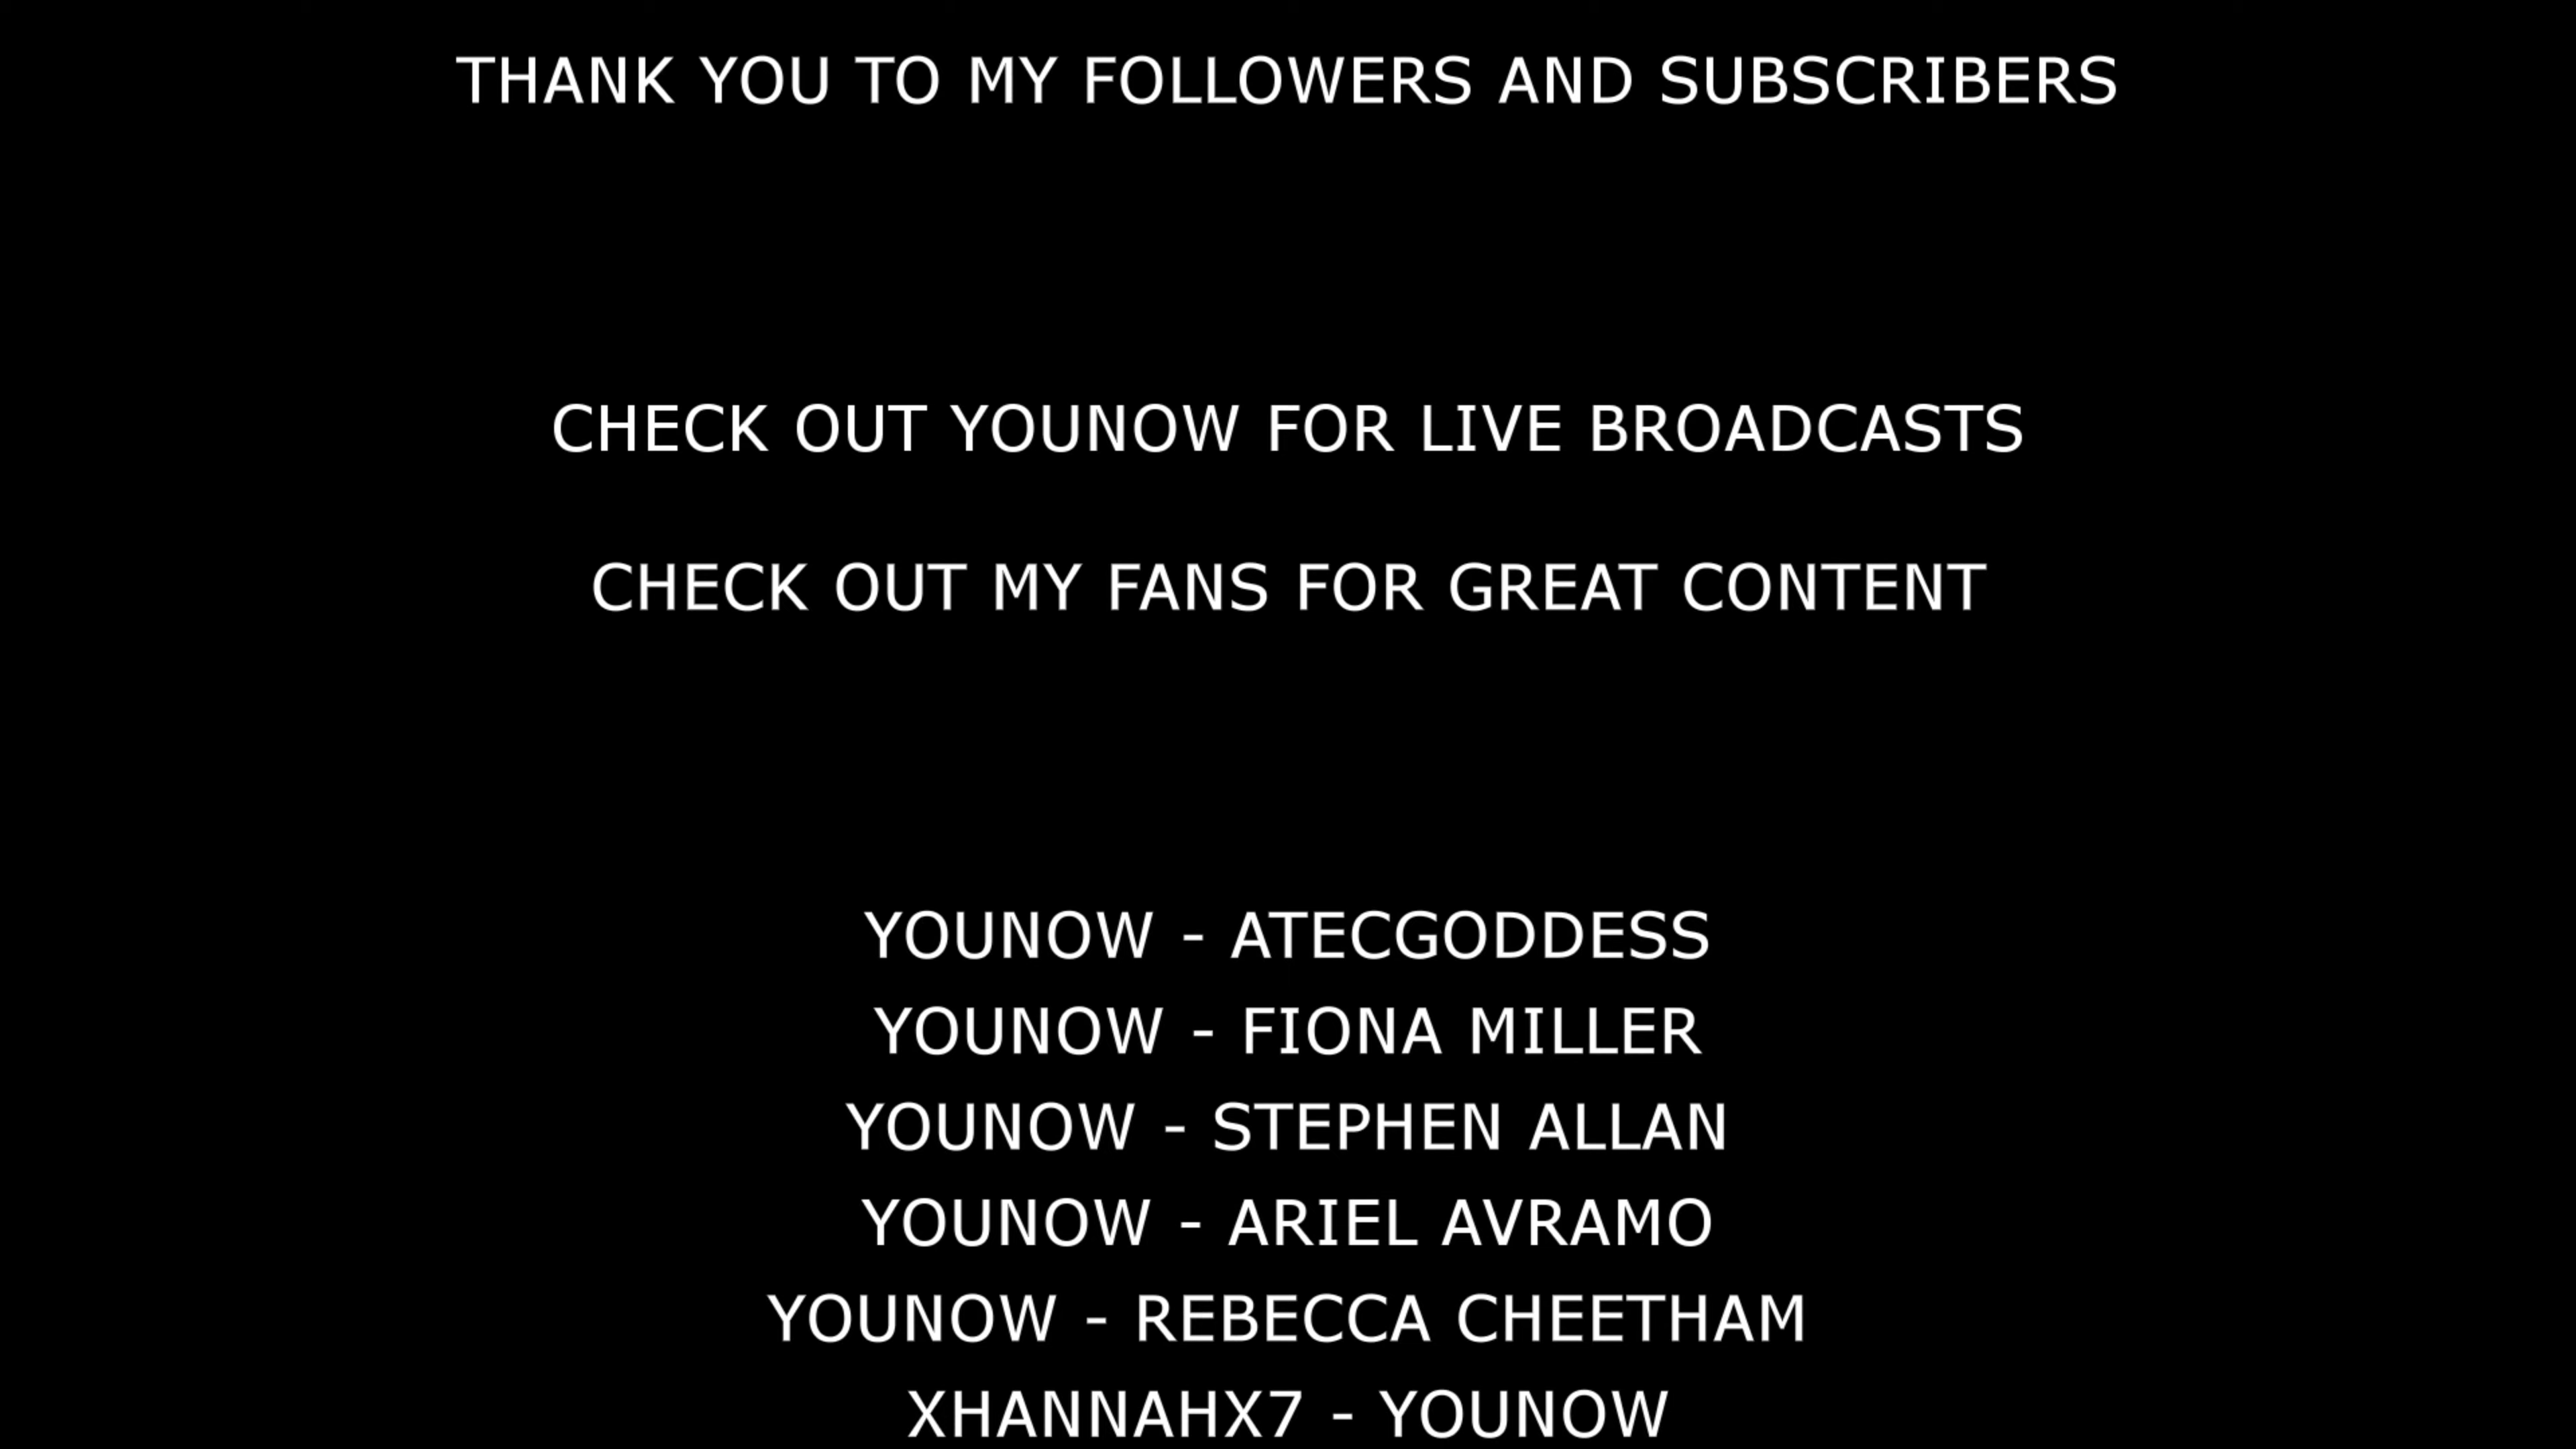 THANK YOU TO MY FOLLOWERS AND SUBSCRIBERS
CHECK OUT YOUNOW FOR LIVE BROADCASTS
CHECK OUT MY FANS FOR GREAT CONTENT
YOUNOW - ATECGODDESS
YOUNOW - FIONA MILLER
YOUNOW - STEPHEN ALLAN
YOUNOW - ARIEL AVRAMO
YOUNOW - REBECCA CHEETHAM
XHANNAHX7 - YOUNOW